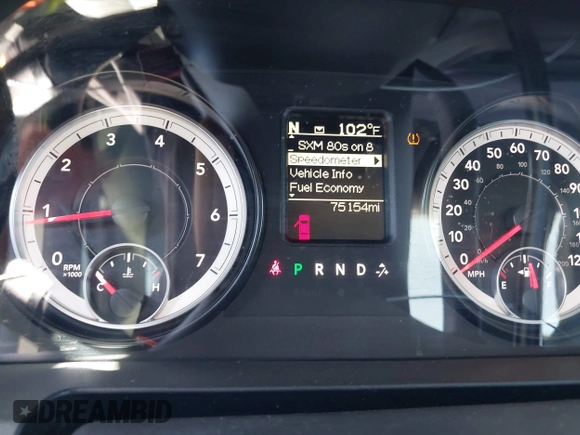 N 102°F
SXM 80s on 8
Speedometer
Vehicle Info
Fuel Economy
75154mi
0 1 2 3 4 5 6 7
RPM
x1000
C H
P R N D
0 10 20 30 40 50 60 70 80 90
MPH
E
DREAMBID